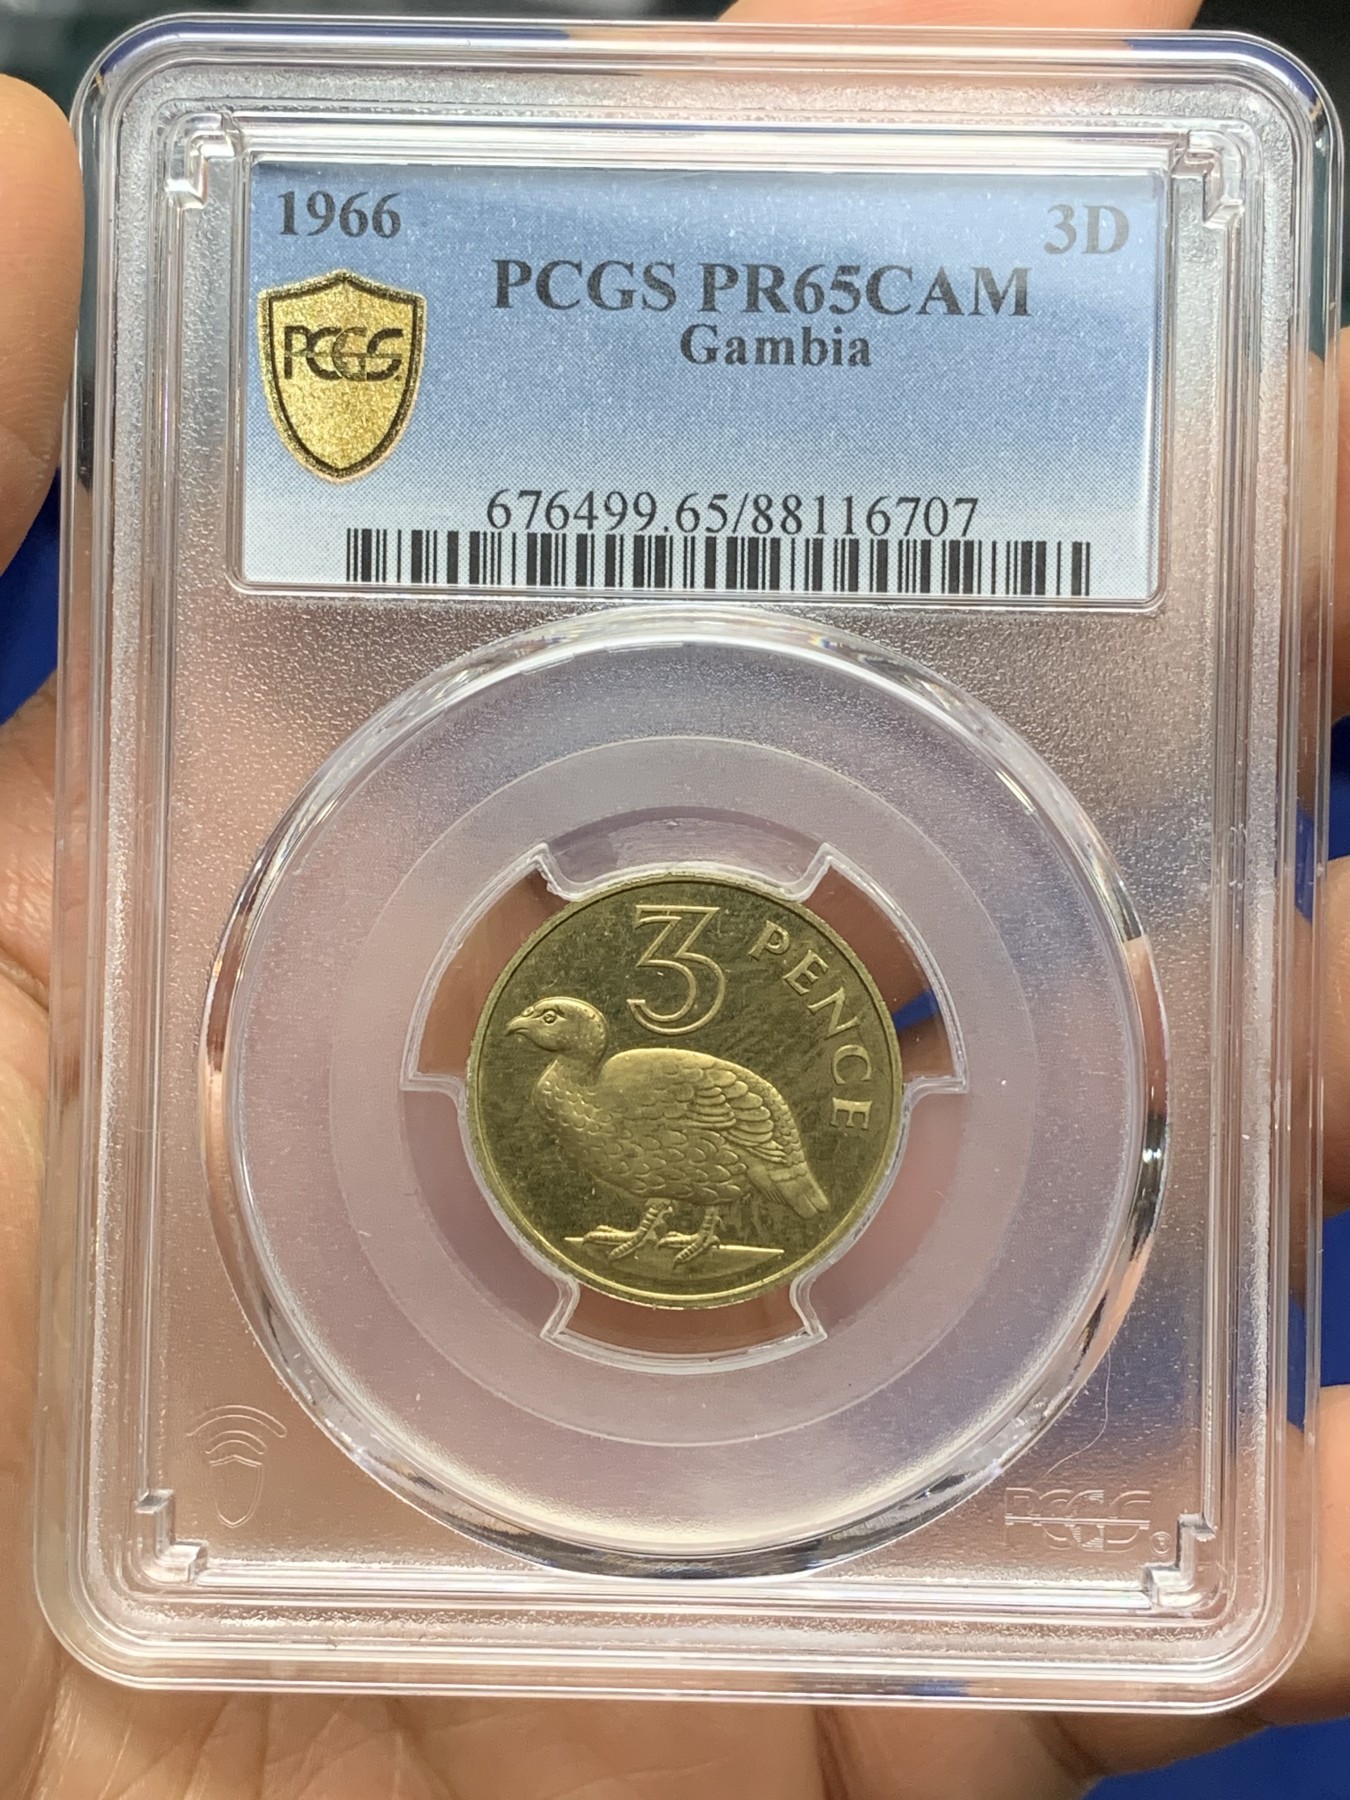 1966
3D
PCGS PR65CAM
Gambia
PCGS
676499.65/88116707
3 PENCE
PCGS